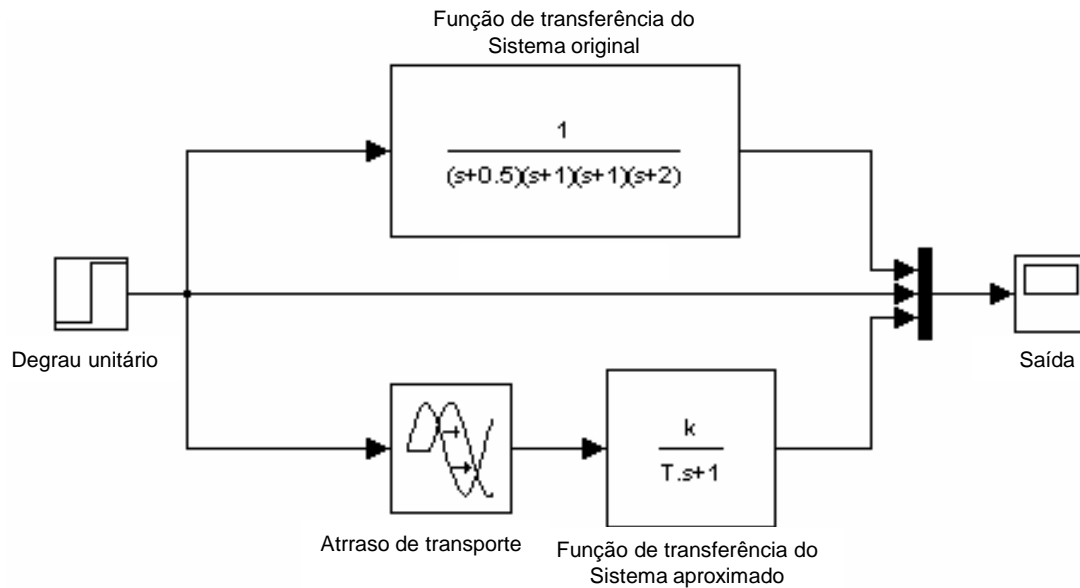 Função de transferência do
Sistema original
1
(s+0.5)(s+1)(s+1)(s+2)
Degrau unitário
Saída
k
T.s+1
Atrraso de transporte
Função de transferência do
Sistema aproximado